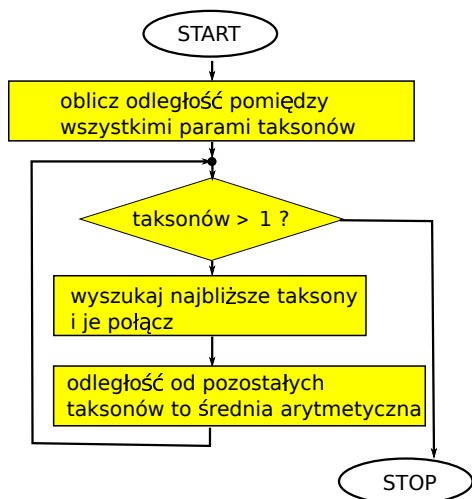 START
oblicz odległość pomiędzy
wszystkimi parami taksonów
taksonów > 1 ?
wyszukaj najbliższe taksony
i je połącz
odległość od pozostałych
taksonów to średnia arytmetyczna
STOP